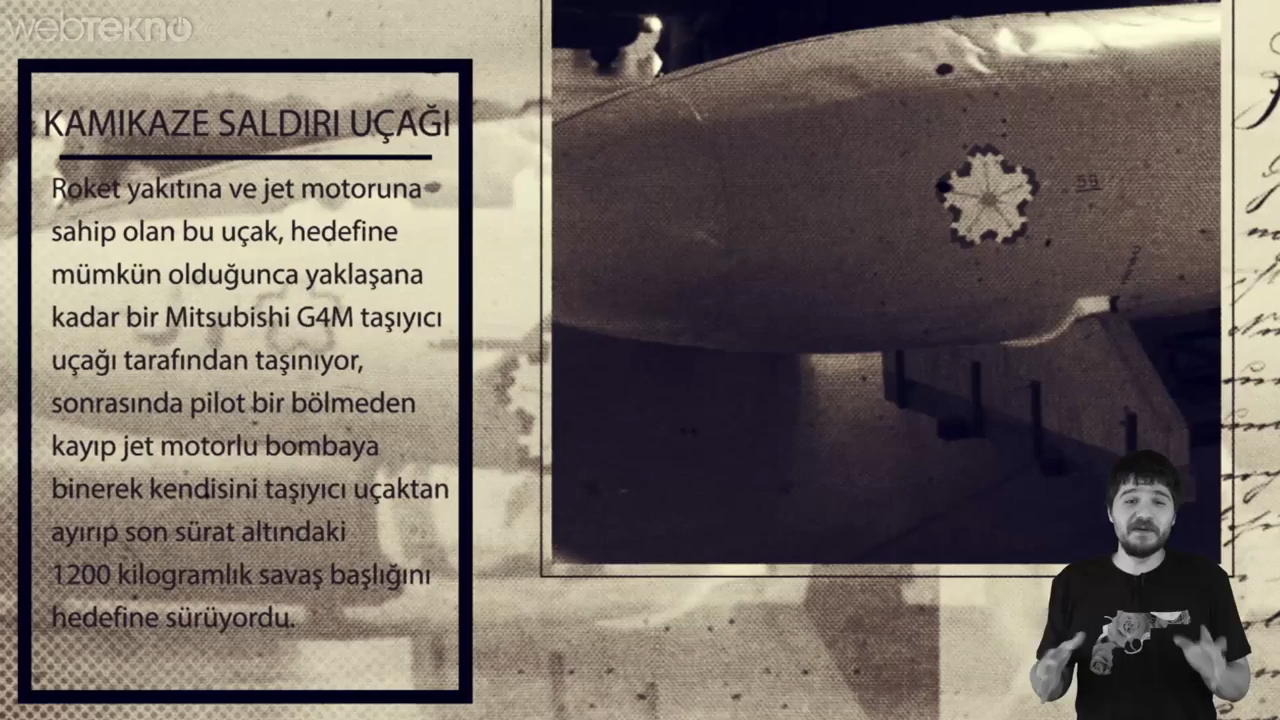 webTEKNO
KAMIKAZE SALDIRI UÇAĞI
Roket yakıtına ve jet motoruna
sahip olan bu uçak, hedefine
mümkün olduğunca yaklaşana
kadar bir Mitsubishi G4M taşıyıcı
uçağı tarafından taşınıyor,
sonrasında pilot bir bölmeden
kayıp jet motorlu bombaya
binerek kendisini taşıyıcı uçaktan
ayırıp son sürat altındaki
1200 kilogramlık savaş başlığını
hedefine sürüyordu.